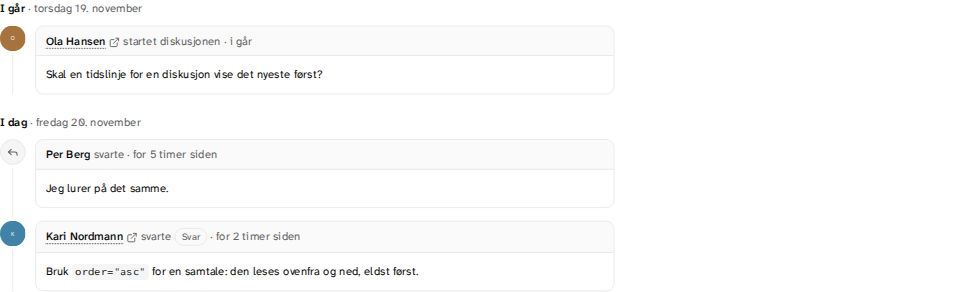 I går · torsdag 19. november
O
Ola Hansen startet diskusjonen · i går
Skal en tidslinje for en diskusjon vise det nyeste først?
I dag · fredag 20. november
Per Berg svarte · for 5 timer siden
Jeg lurer på det samme.
K
Kari Nordmann svarte Svar · for 2 timer siden
Bruk order="asc" for en samtale: den leses ovenfra og ned, eldst først.